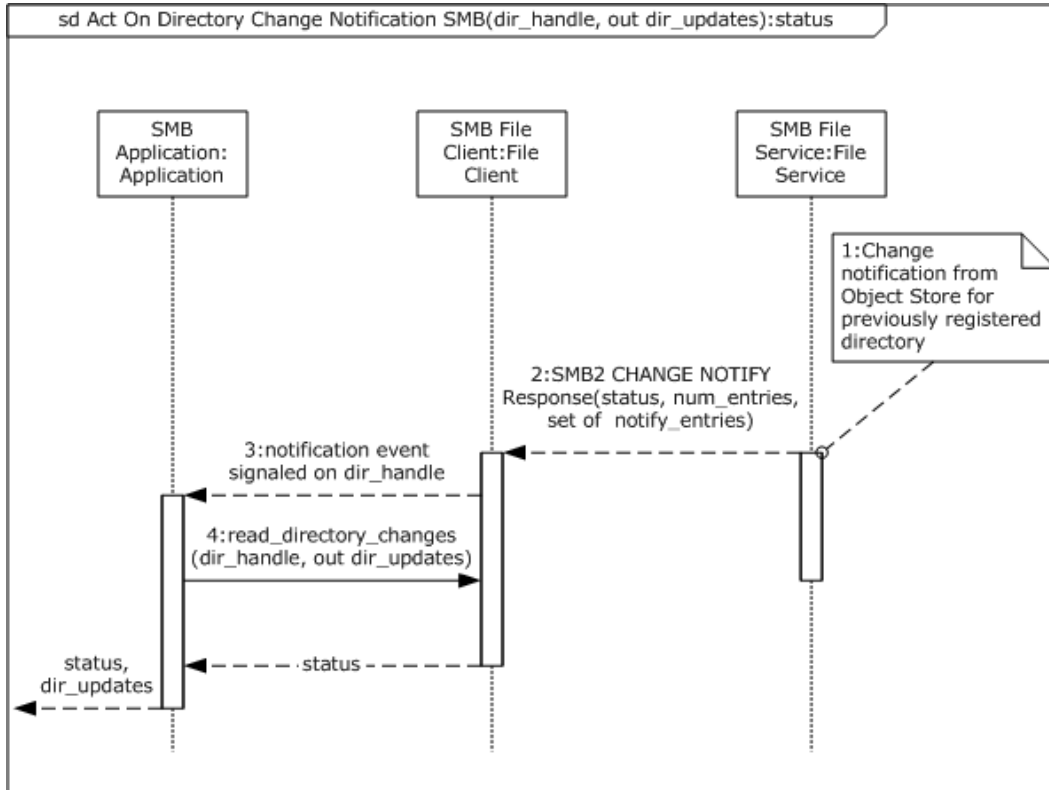 sd Act On Directory Change Notification SMB(dir_handle, out dir_updates):status
SMB
Application:
Application
SMB File
Client:File
Client
SMB File
Service:File
Service
1:Change
notification from
Object Store for
previously registered
directory
2:SMB2 CHANGE NOTIFY
Response(status, num_entries,
set of notify_entries)
3:notification event
signaled on dir_handle
4:read_directory_changes
(dir_handle, out dir_updates)
status
status,
dir_updates